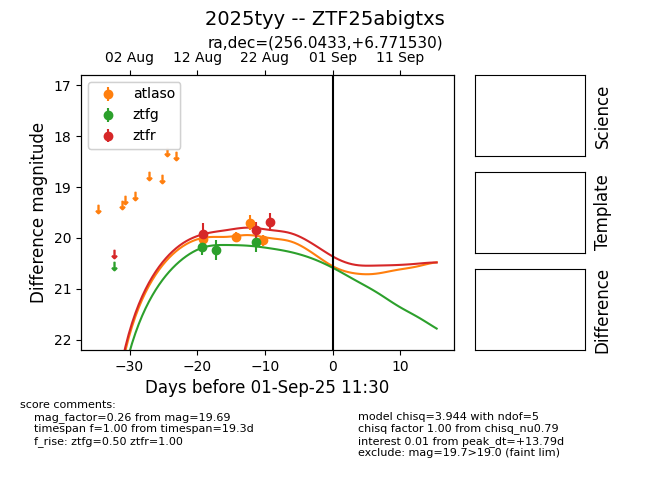 2025tyy -- ZTF25abigtxs
ra,dec=(256.0433,+6.771530)
02 Aug 12 Aug 22 Aug 01 Sep 11 Sep
17
18
19
20
21
22
Difference magnitude
atlaso
ztfg
ztfr
−30 −20 −10 0 10
Days before 01-Sep-25 11:30
Science
Template
Difference
score comments:
mag_factor=0.26 from mag=19.69
timespan f=1.00 from timespan=19.3d
f_rise: ztfg=0.50 ztfr=1.00
model chisq=3.944 with ndof=5
chisq factor 1.00 from chisq_nu0.79
interest 0.01 from peak_dt=+13.79d
exclude: mag=19.7>19.0 (faint lim)